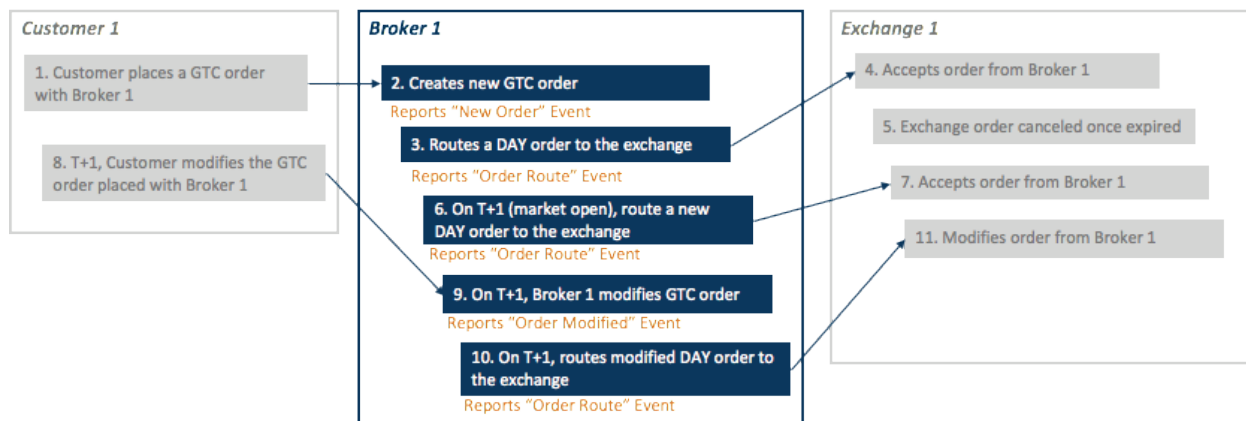 Customer 1
1. Customer places a GTC order
with Broker 1
8. T+1, Customer modifies the GTC
order placed with Broker 1
Broker 1
2. Creates new GTC order
Reports "New Order" Event
3. Routes a DAY order to the exchange
Reports "Order Route" Event
6. On T+1 (market open), route a new
DAY order to the exchange
Reports "Order Route" Event
9. On T+1, Broker 1 modifies GTC order
Reports "Order Modified" Event
10. On T+1, routes modified DAY order to
the exchange
Reports "Order Route" Event
Exchange 1
4. Accepts order from Broker 1
5. Exchange order canceled once expired
7. Accepts order from Broker 1
11. Modifies order from Broker 1